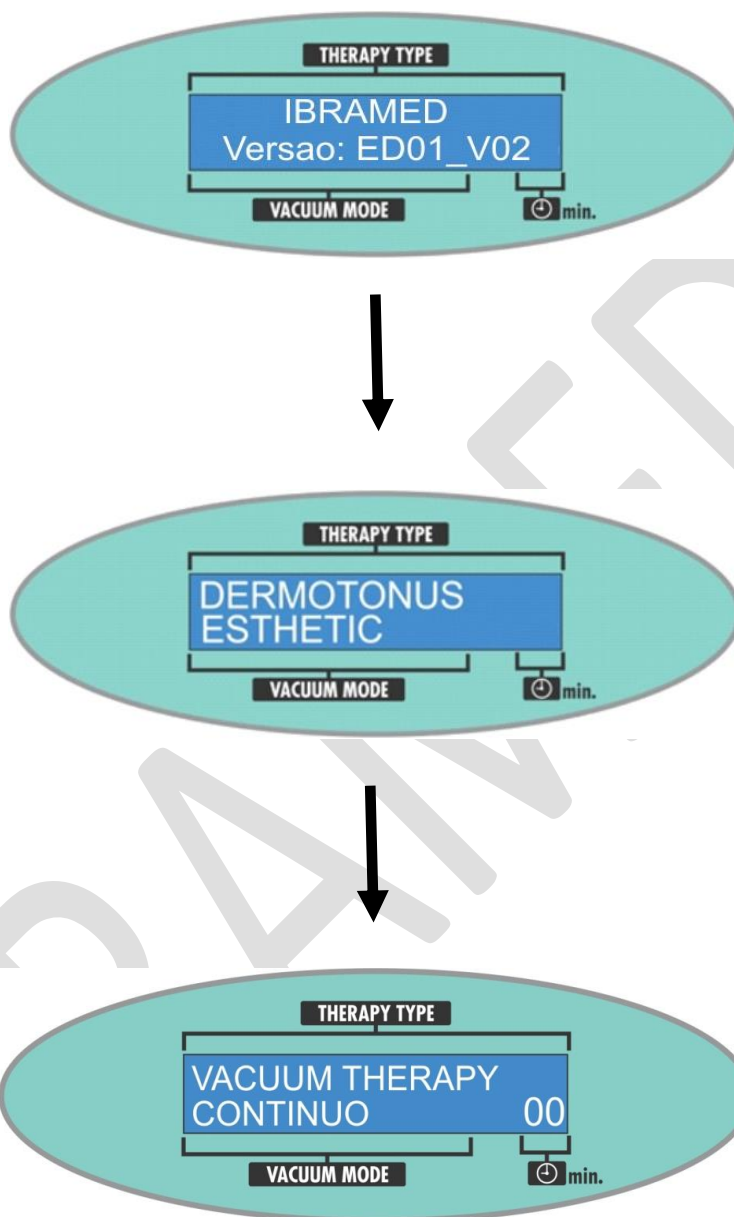 THERAPY TYPE
IBRAMED
Versao: ED01_V02
VACUUM MODE min.
THERAPY TYPE
DERMOTONUS
ESTHETIC
VACUUM MODE min.
THERAPY TYPE
VACUUM THERAPY
CONTINUO 00
VACUUM MODE min.